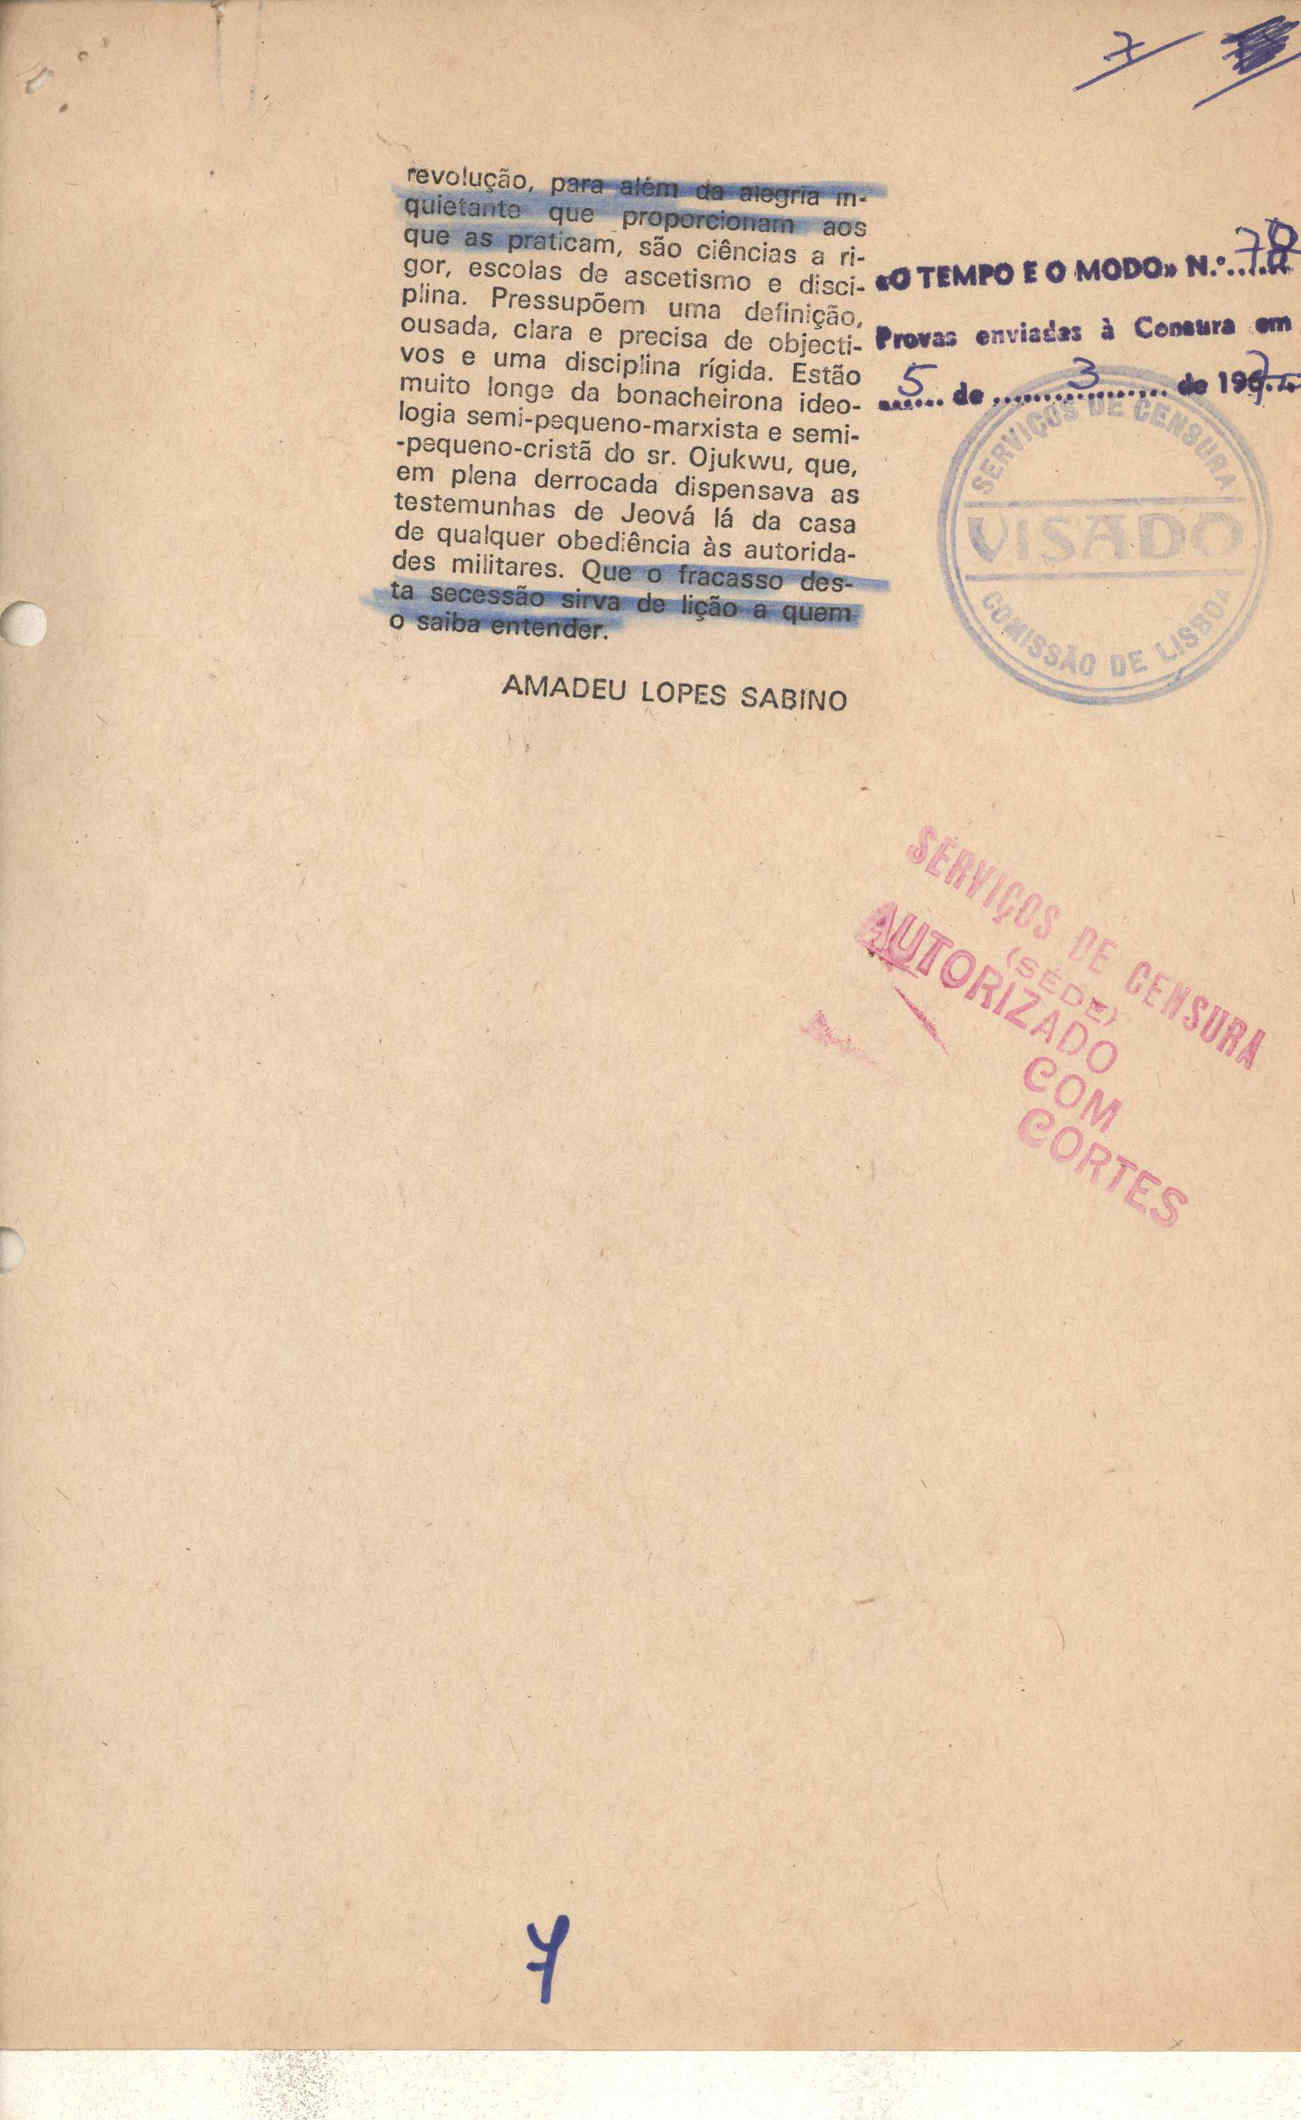 7
revolução, para além da alegria in-
quietante que proporcionam aos
que as praticam, são ciências a ri-
gor, escolas de ascetismo e disci-
plina. Pressupõem uma definição,
ousada, clara e precisa de objecti-
vos e uma disciplina rígida. Estão
muito longe da bonacheirona ideo-
logia semi-pequeno-marxista e semi-
-pequeno-cristã do sr. Ojukwu, que,
em plena derrocada dispensava as
testemunhas de Jeová lá da casa
de qualquer obediência às autorida-
des militares. Que o fracasso des-
ta secessão sirva de lição a quem
o saiba entender.
AMADEU LOPES SABINO
«O TEMPO E O MODO» N.º
Provas enviadas à Censura em
5 de 3 de 197
SERVIÇOS DE CENSURA
VISADO
COMISSÃO DE LISBOA
SERVIÇOS DE CENSURA
(SÉDE)
AUTORIZADO
COM
CORTES
7